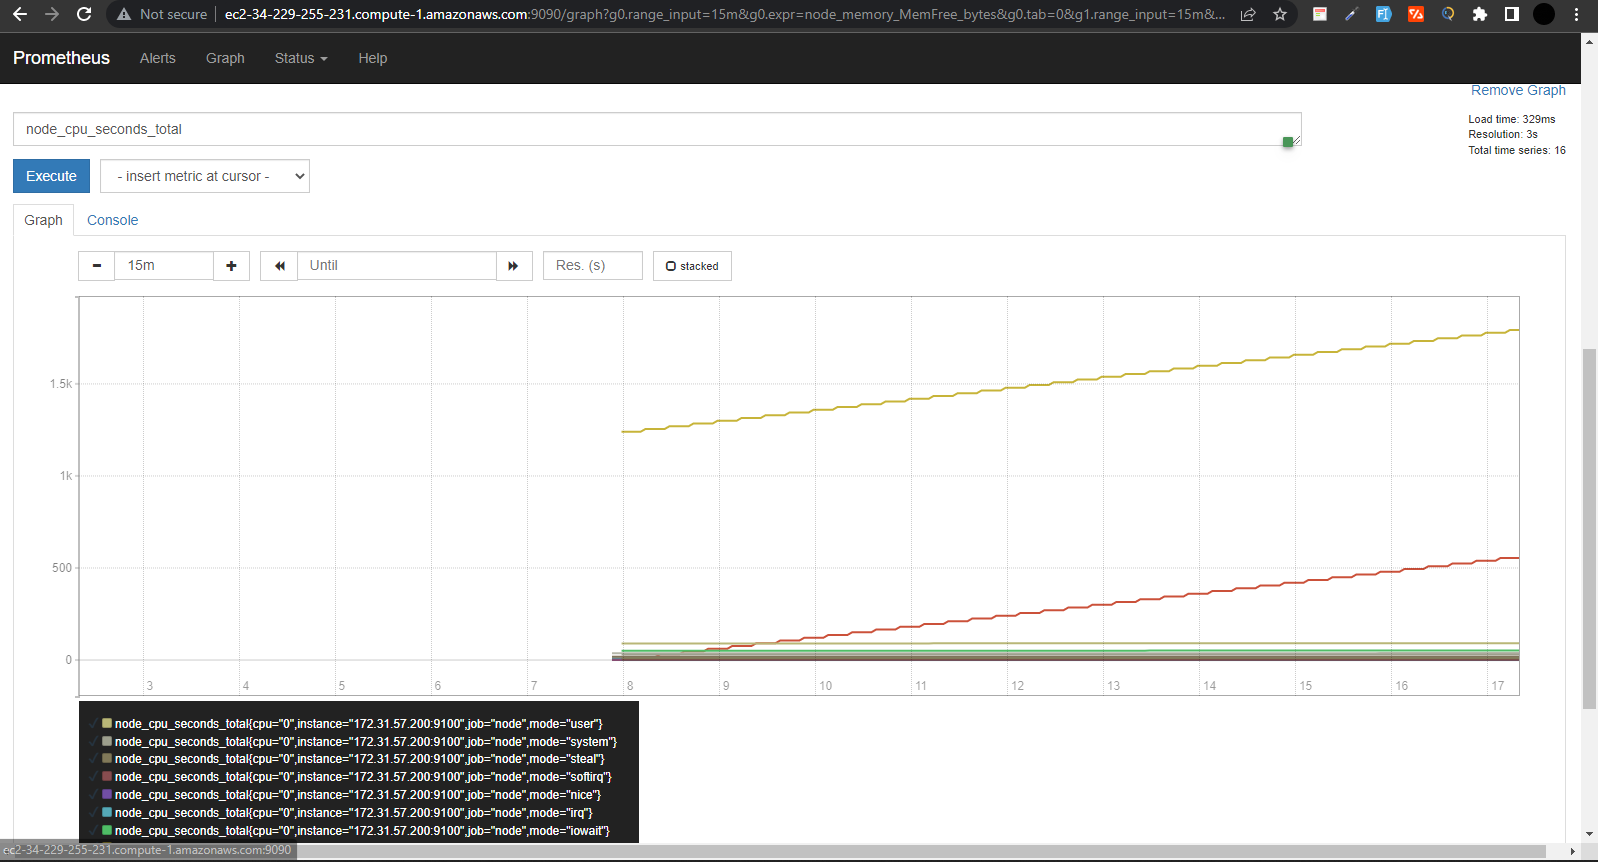 Not secure ec2-34-229-255-231.compute-1.amazonaws.com:9090/graph?g0.range_input=15m&g0.expr=node_memory_MemFree_bytes&g0.tab=0&g1.range_input=15m&...
Prometheus Alerts Graph Status Help
Remove Graph
node_cpu_seconds_total
Load time: 329ms
Resolution: 3s
Total time series: 16
Execute - insert metric at cursor -
Graph Console
15m Until Res. (s) stacked
1.5k
1k
500
0
3 4 5 6 7 8 9 10 11 12 13 14 15 16 17
node_cpu_seconds_total{cpu="0",instance="172.31.57.200:9100",job="node",mode="user"}
node_cpu_seconds_total{cpu="0",instance="172.31.57.200:9100",job="node",mode="system"}
node_cpu_seconds_total{cpu="0",instance="172.31.57.200:9100",job="node",mode="steal"}
node_cpu_seconds_total{cpu="0",instance="172.31.57.200:9100",job="node",mode="softirq"}
node_cpu_seconds_total{cpu="0",instance="172.31.57.200:9100",job="node",mode="nice"}
node_cpu_seconds_total{cpu="0",instance="172.31.57.200:9100",job="node",mode="irq"}
node_cpu_seconds_total{cpu="0",instance="172.31.57.200:9100",job="node",mode="iowait"}
ec2-34-229-255-231.compute-1.amazonaws.com:9090